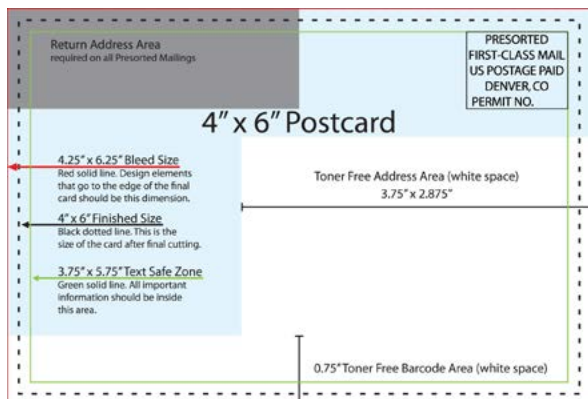 Return Address Area
required on all Presorted Mailings
PRESORTED
FIRST-CLASS MAIL
US POSTAGE PAID
DENVER, CO
PERMIT NO.
4” x 6” Postcard
4.25” x 6.25” Bleed Size
Red solid line. Design elements
that go to the edge of the final
card should be this dimension.
4” x 6” Finished Size
Black dotted line. This is the
size of the card after final cutting.
3.75” x 5.75” Text Safe Zone
Green solid line. All important
information should be inside
this area.
Toner Free Address Area (white space)
3.75” x 2.875”
0.75” Toner Free Barcode Area (white space)